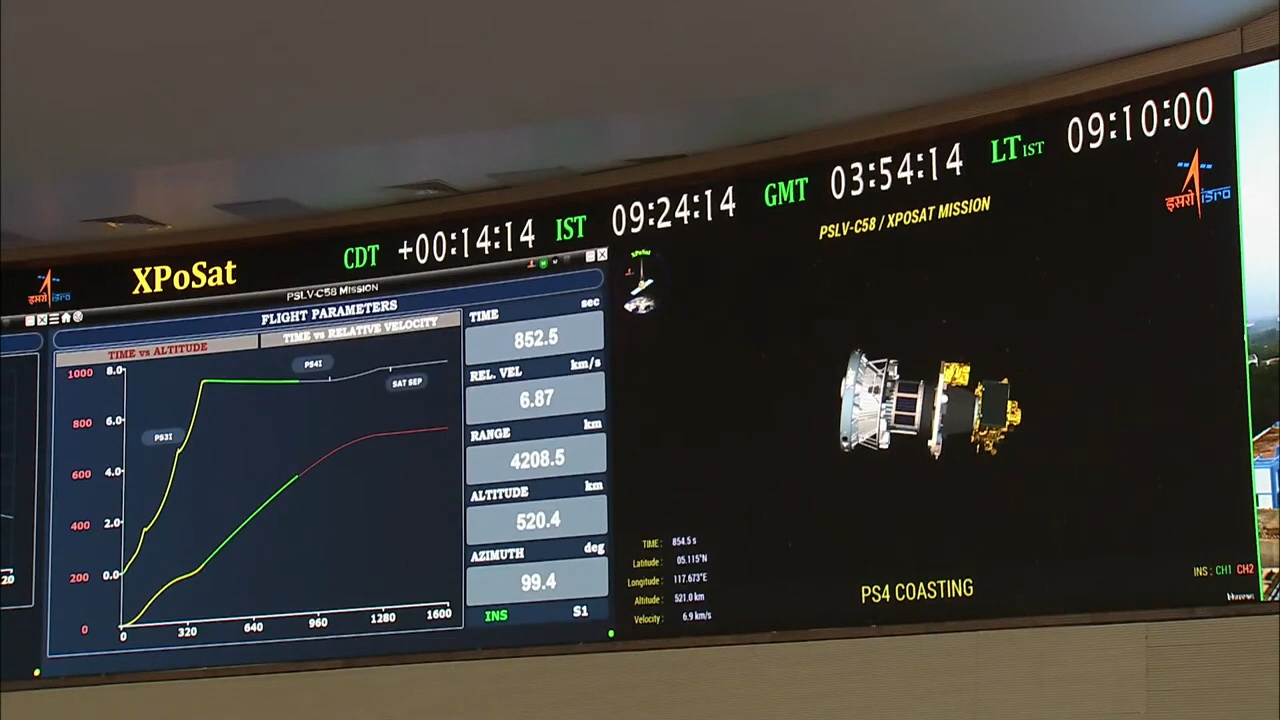 CDT +00:14:14 IST 09:24:14 GMT 03:54:14 LT IST 09:10:00
इसरो isro
XPoSat
PSLV-C58 / XPOSAT MISSION
इसरो isro
PSLV-C58 MISSION
FLIGHT PARAMETERS
TIME vs ALTITUDE
TIME vs RELATIVE VELOCITY
PS4I
SAT SEP
PS3I
1000 8.0
800 6.0
600 4.0
400 2.0
200 0.0
0
0 320 640 960 1280 1600
20
TIME sec
852.5
REL. VEL km/s
6.87
RANGE km
4208.5
ALTITUDE km
520.4
AZIMUTH deg
99.4
INS S1
XPoSat
TIME : 854.5 s
Latitude : 05.115°N
Longitude : 117.673°E
Altitude : 521.0 km
Velocity : 6.9 km/s
PS4 COASTING
INS : CH1 CH2